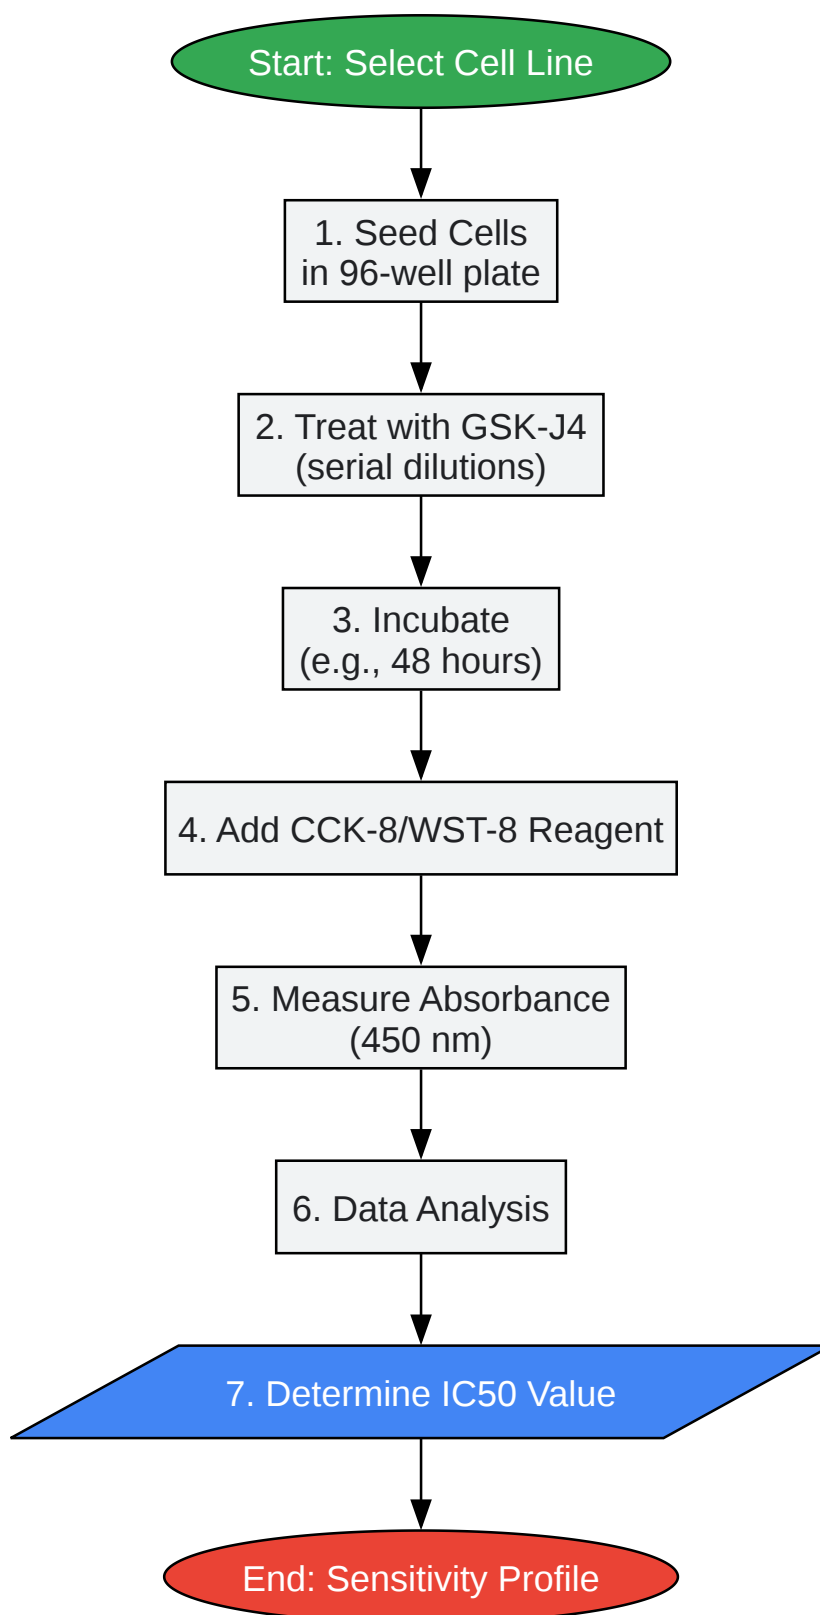 Start: Select Cell Line
1. Seed Cells
in 96-well plate
2. Treat with GSK-J4
(serial dilutions)
3. Incubate
(e.g., 48 hours)
4. Add CCK-8/WST-8 Reagent
5. Measure Absorbance
(450 nm)
6. Data Analysis
7. Determine IC50 Value
End: Sensitivity Profile